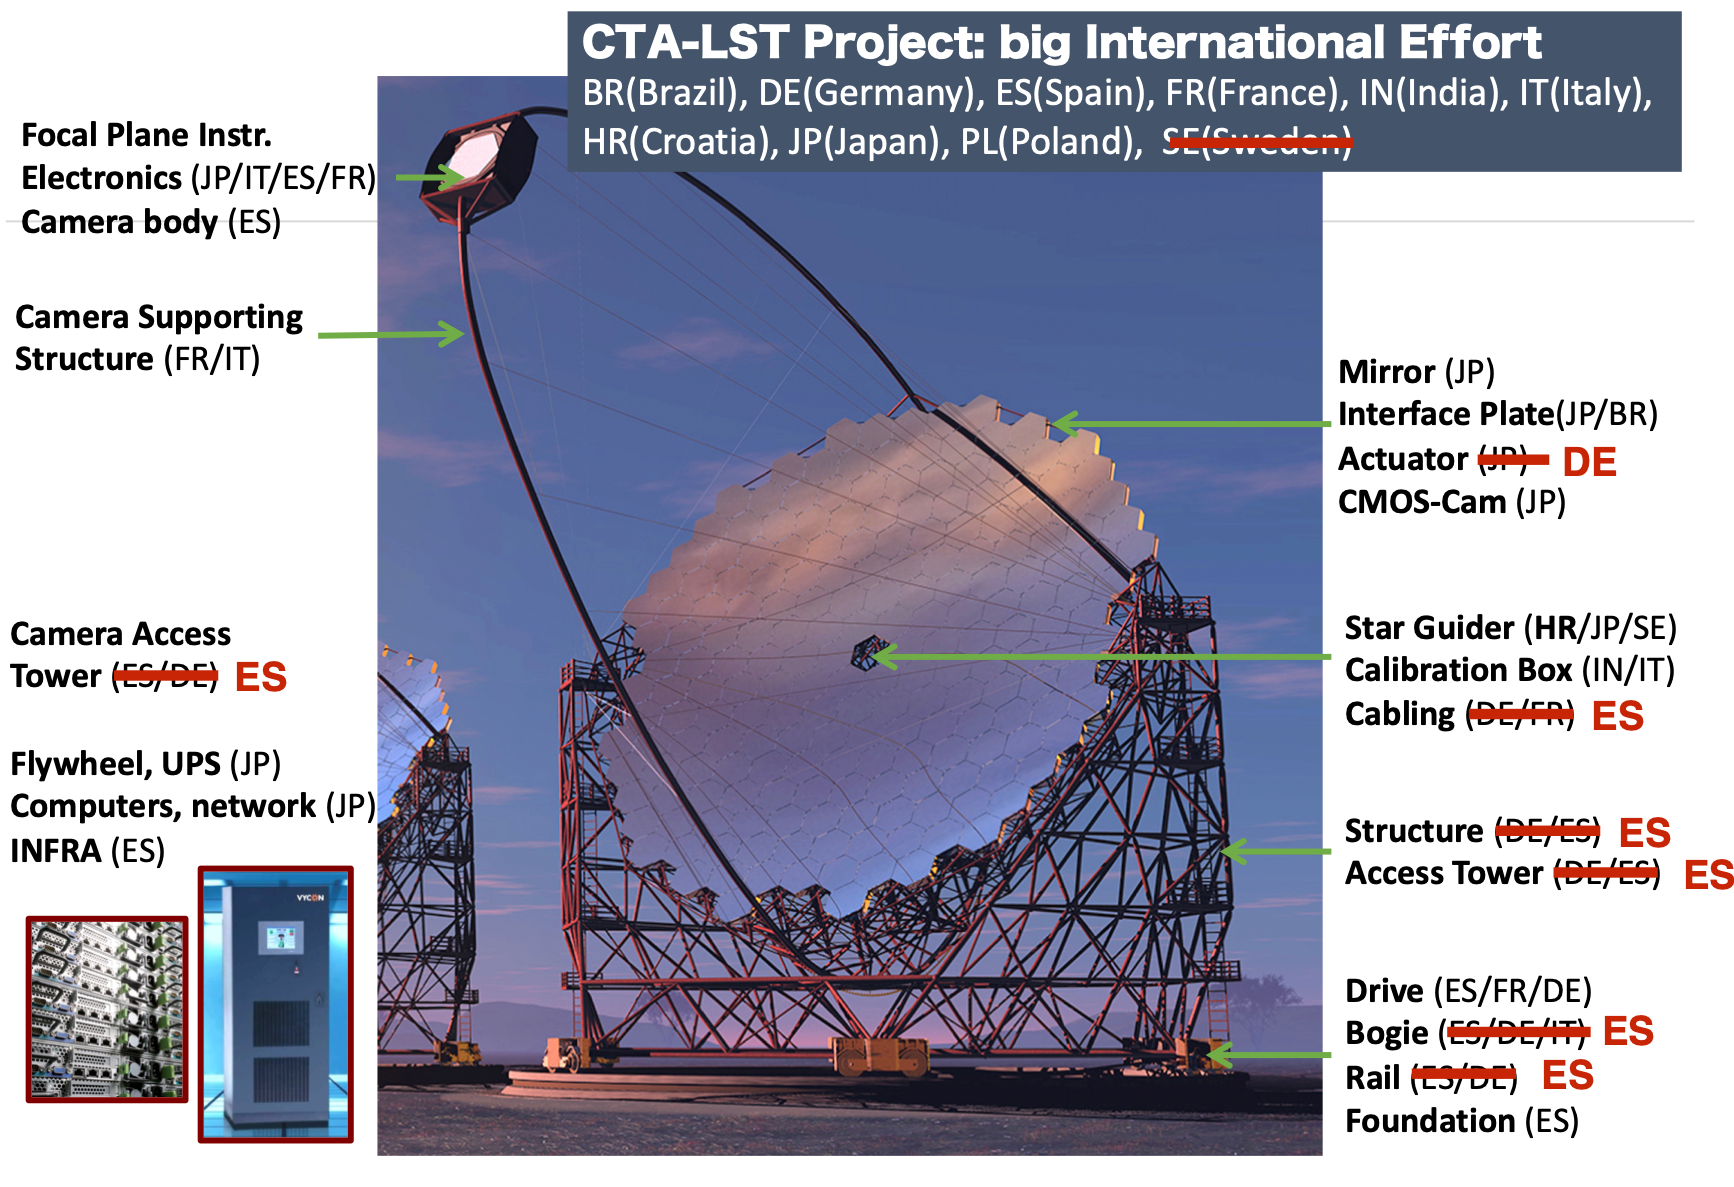 CTA-LST Project: big International Effort
BR(Brazil), DE(Germany), ES(Spain), FR(France), IN(India), IT(Italy),
HR(Croatia), JP(Japan), PL(Poland), SE(Sweden)
Focal Plane Instr.
Electronics (JP/IT/ES/FR)
Camera body (ES)
Camera Supporting
Structure (FR/IT)
Camera Access
Tower (ES/DE) ES
Flywheel, UPS (JP)
Computers, network (JP)
INFRA (ES)
VYCON
Mirror (JP)
Interface Plate(JP/BR)
Actuator (JP) DE
CMOS-Cam (JP)
Star Guider (HR/JP/SE)
Calibration Box (IN/IT)
Cabling (DE/FR) ES
Structure (DE/ES) ES
Access Tower (DE/ES) ES
Drive (ES/FR/DE)
Bogie (ES/DE/IT) ES
Rail (ES/DE) ES
Foundation (ES)